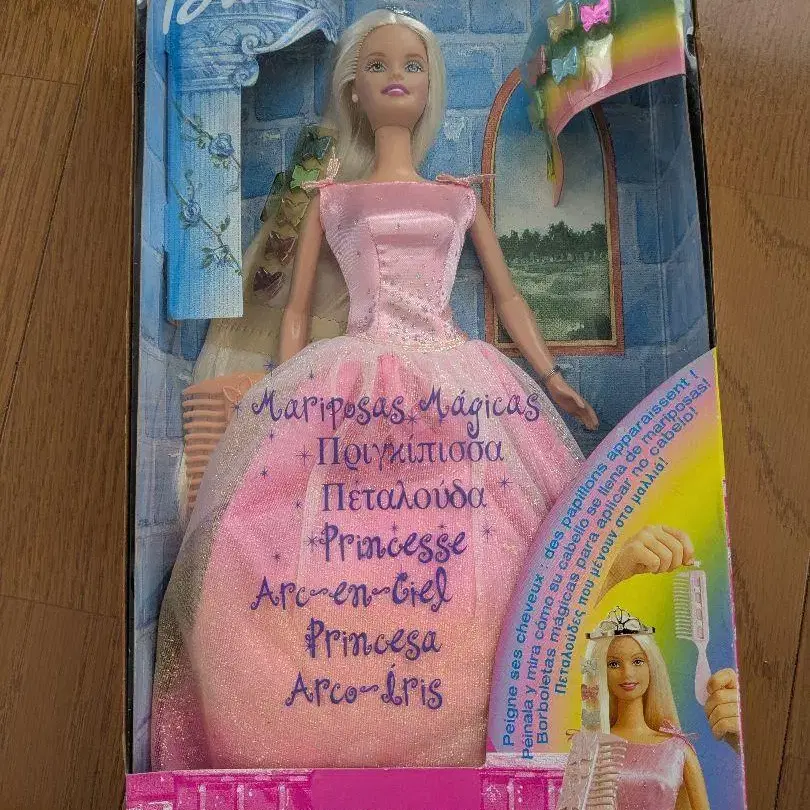 Mariposas Mágicas
Πριγκίπισσα
Πεταλούδα
Princesse
Arc-en-Ciel
Princesa
Arco-Íris
Peigne ses cheveux : des papillons apparaissent !
Péinala y mira cómo su cabello se llena de mariposas!
Borboletas mágicas para aplicar no cabelo!
Πεταλούδες που μένουν στα μαλλιά!